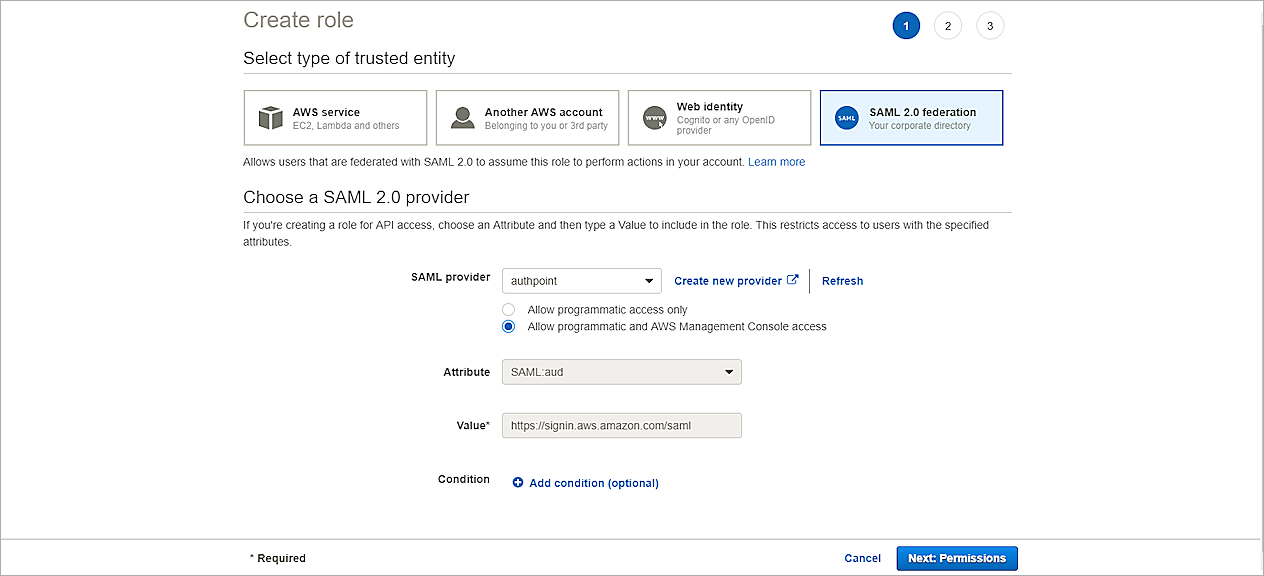 Create role
1 2 3
Select type of trusted entity
AWS service
EC2, Lambda and others
Another AWS account
Belonging to you or 3rd party
www
Web identity
Cognito or any OpenID
provider
SAML
SAML 2.0 federation
Your corporate directory
Allows users that are federated with SAML 2.0 to assume this role to perform actions in your account. Learn more
Choose a SAML 2.0 provider
If you're creating a role for API access, choose an Attribute and then type a Value to include in the role. This restricts access to users with the specified
attributes.
SAML provider authpoint Create new provider Refresh
Allow programmatic access only
Allow programmatic and AWS Management Console access
Attribute SAML:aud
Value* https://signin.aws.amazon.com/saml
Condition Add condition (optional)
* Required Cancel Next: Permissions